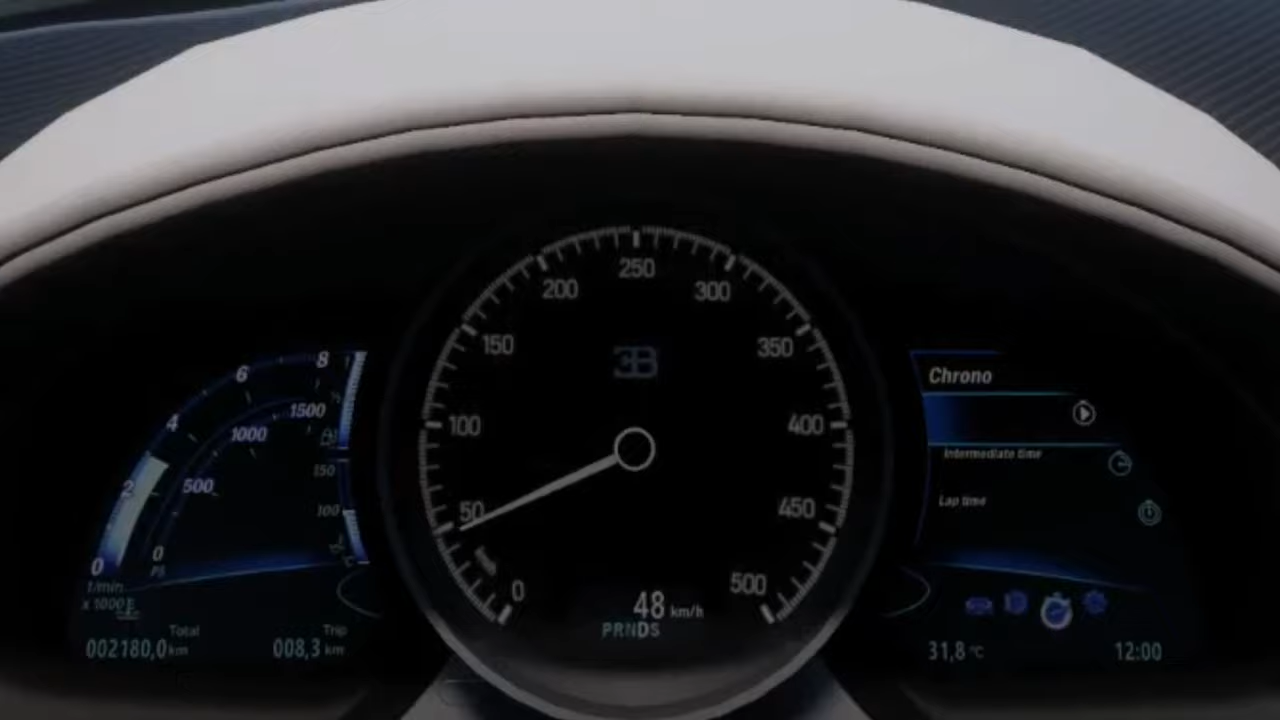 250
200
300
150
350
100
400
50
450
0
500
EB
48 km/h
PRNDS
8
6
4
2
0
1500
1000
500
0
PS
1/min
x 1000
150
100
°C
Total
002180,0 km
Trip
008,3 km
Chrono
Intermediate time
Lap time
31,8 °C
12:00